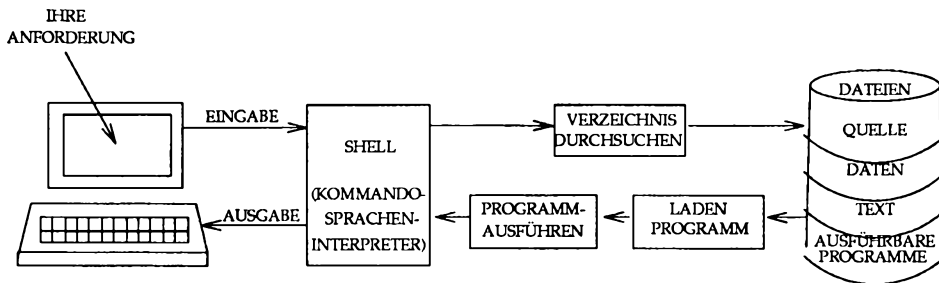 IHRE
ANFORDERUNG
EINGABE
AUSGABE
SHELL
(KOMMANDO-
SPRACHEN-
INTERPRETER)
VERZEICHNIS
DURCHSUCHEN
PROGRAMM-
AUSFÜHREN
LADEN
PROGRAMM
DATEIEN
QUELLE
DATEN
TEXT
AUSFÜHRBARE
PROGRAMME